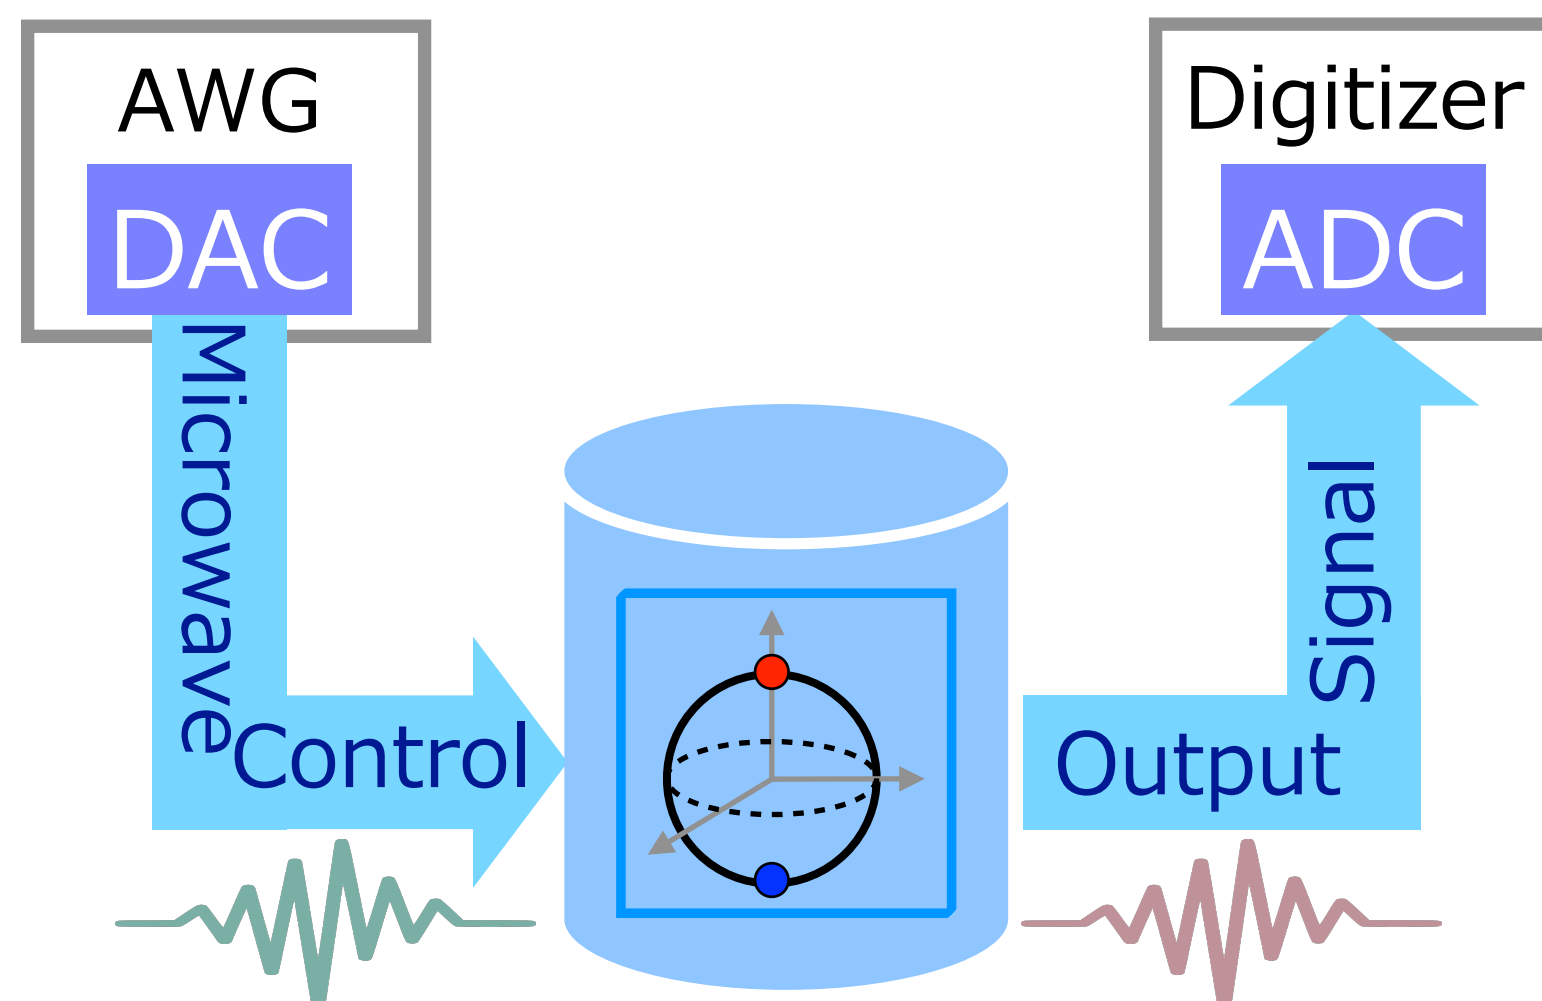 AWG
DAC
Microwave
Control
Digitizer
ADC
Signal
Output